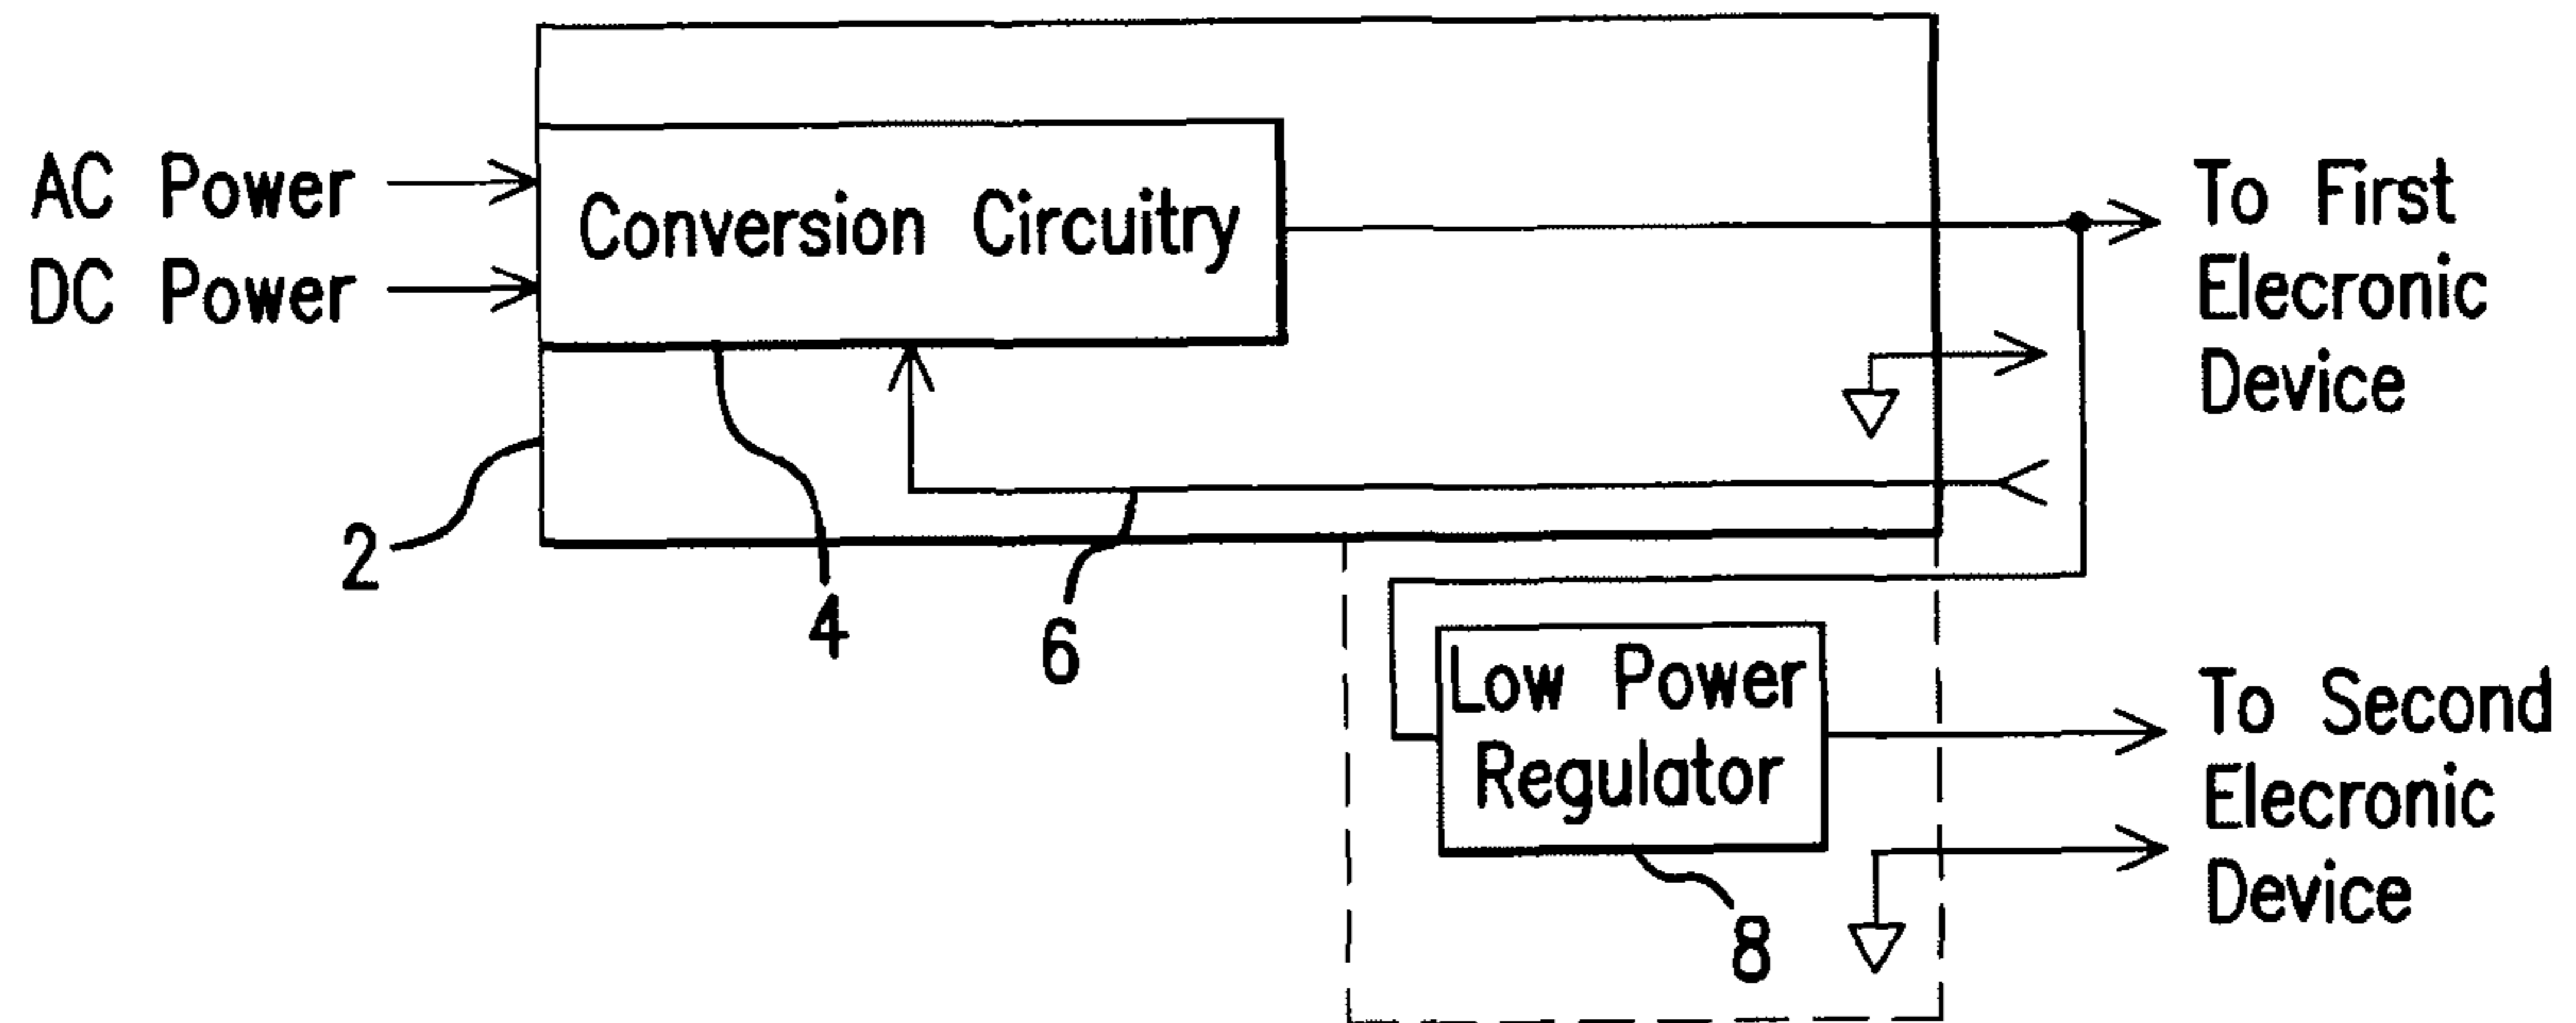 AC Power
DC Power
Conversion Circuitry
To First
Elecronic
Device
2
4
6
Low Power
Regulator
8
To Second
Elecronic
Device